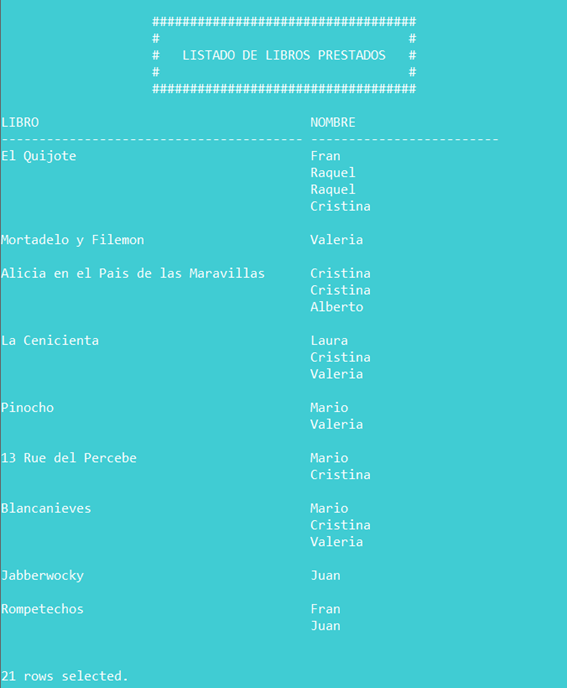 ###################################
#                                 #
#   LISTADO DE LIBROS PRESTADOS   #
#                                 #
###################################
LIBRO                                    NOMBRE
---------------------------------------- -------------------------
El Quijote                               Fran
                                         Raquel
                                         Raquel
                                         Cristina
Mortadelo y Filemon                      Valeria
Alicia en el Pais de las Maravillas      Cristina
                                         Cristina
                                         Alberto
La Cenicienta                            Laura
                                         Cristina
                                         Valeria
Pinocho                                  Mario
                                         Valeria
13 Rue del Percebe                       Mario
                                         Cristina
Blancanieves                             Mario
                                         Cristina
                                         Valeria
Jabberwocky                              Juan
Rompetechos                              Fran
                                         Juan
21 rows selected.